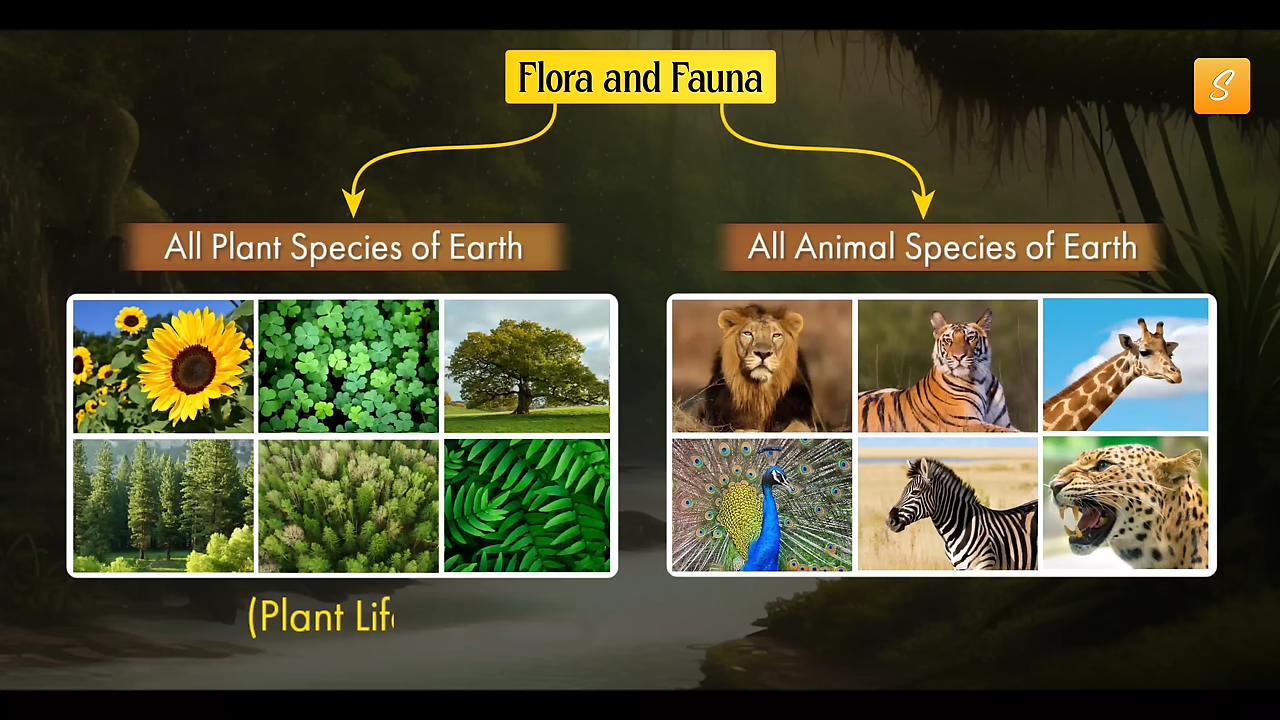 Flora and Fauna
S
All Plant Species of Earth
All Animal Species of Earth
(Plant Lif